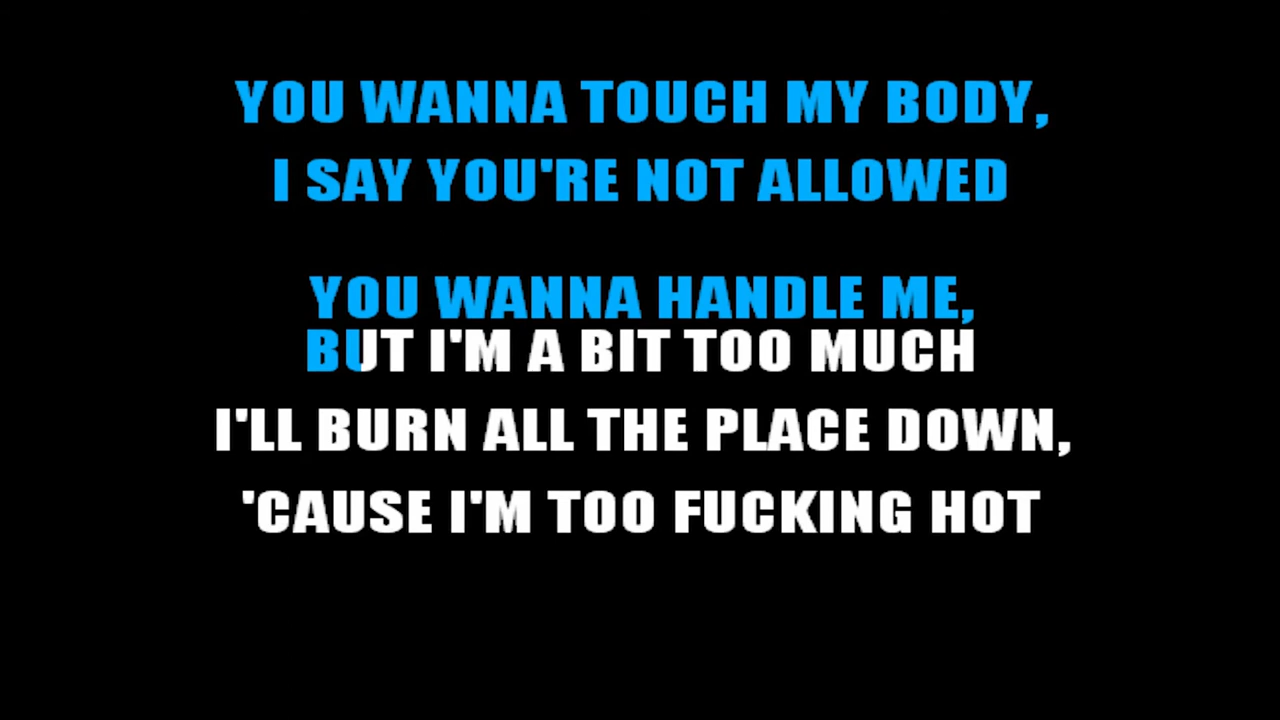 YOU WANNA TOUCH MY BODY,
I SAY YOU'RE NOT ALLOWED
YOU WANNA HANDLE ME,
BUT I'M A BIT TOO MUCH
I'LL BURN ALL THE PLACE DOWN,
'CAUSE I'M TOO FUCKING HOT